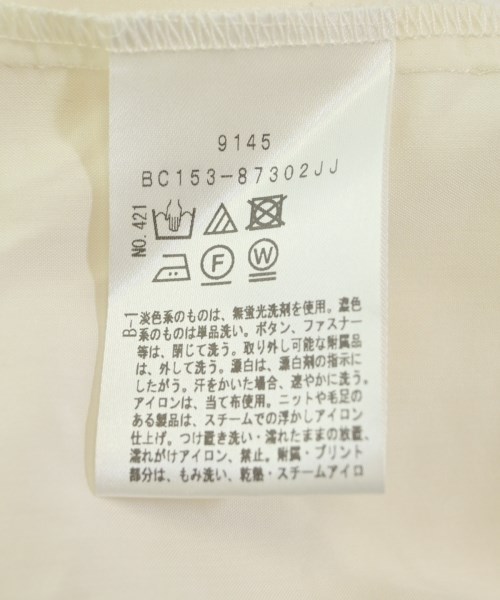 9145
BC153-87302JJ
NO.421
F W
B-1
淡色系のものは、無蛍光洗剤を使用。濃色
系のものは単品洗い。ボタン、ファスナー
等は、閉じて洗う。取り外し可能な附属品
は、外して洗う。漂白は、漂白剤の指示に
したがう。汗をかいた場合、速やかに洗う。
アイロンは、当て布使用。ニットや毛足の
ある製品は、スチームでの浮かしアイロン
仕上げ。つけ置き洗い・濡れたままの放置、
濡れがけアイロン、禁止。附属・プリント
部分は、もみ洗い、乾熱・スチームアイロ